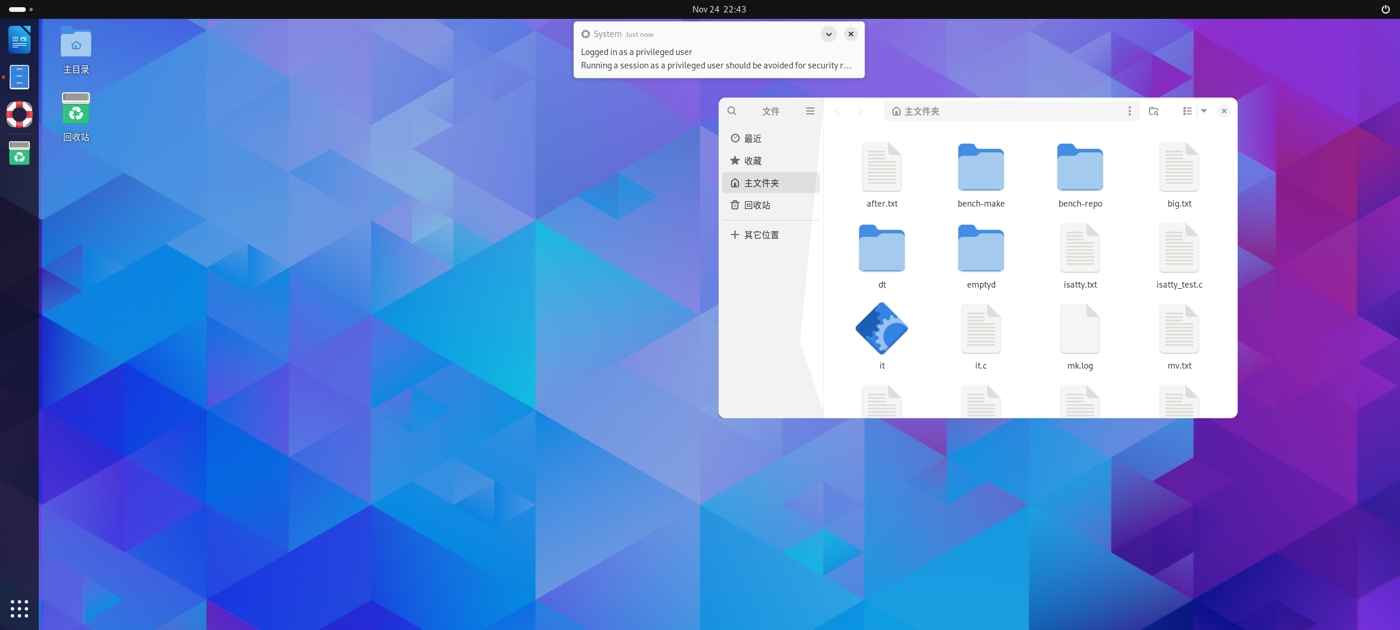 Nov 24 22:43
主目录
回收站
System Just now
Logged in as a privileged user
Running a session as a privileged user should be avoided for security r…
文件
主文件夹
最近
收藏
主文件夹
回收站
其它位置
after.txt
bench-make
bench-repo
big.txt
dt
emptyd
isatty.txt
isatty_test.c
it
it.c
mk.log
mv.txt